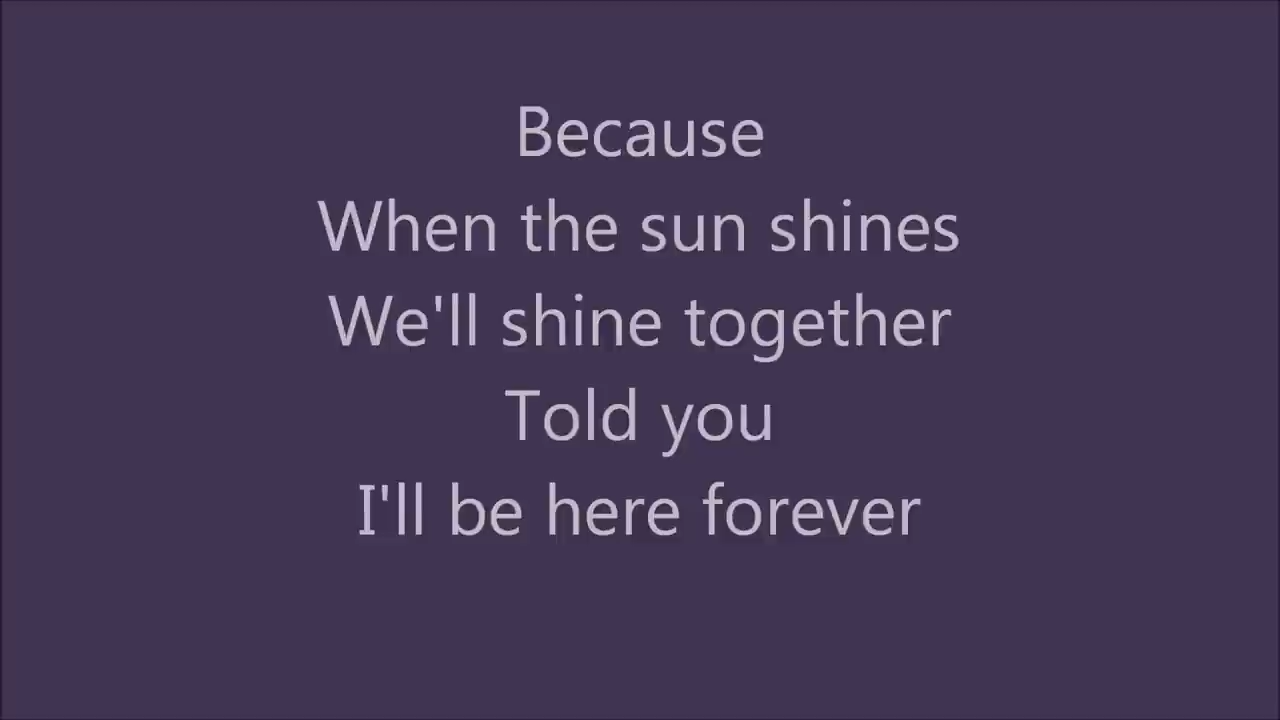 Because
When the sun shines
We'll shine together
Told you
I'll be here forever